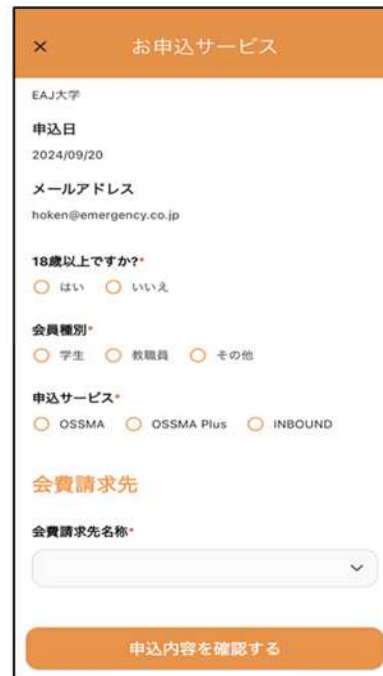 × お申込サービス
EAJ大学
申込日
2024/09/20
メールアドレス
hoken@emergency.co.jp
18歳以上ですか?*
はい いいえ
会員種別*
学生 教職員 その他
申込サービス*
OSSMA OSSMA Plus INBOUND
会費請求先
会費請求先名称*
申込内容を確認する